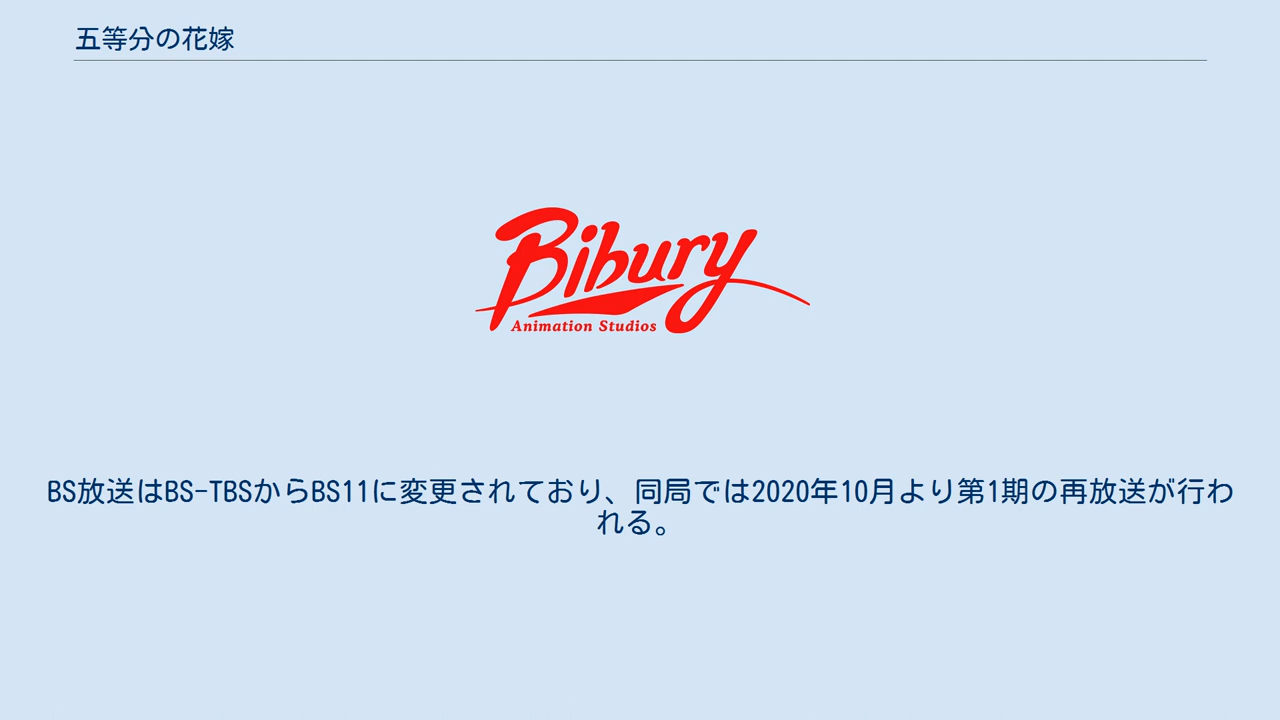 五等分の花嫁
Bibury
Animation Studios
BS放送はBS-TBSからBS11に変更されており、同局では2020年10月より第1期の再放送が行わ
れる。